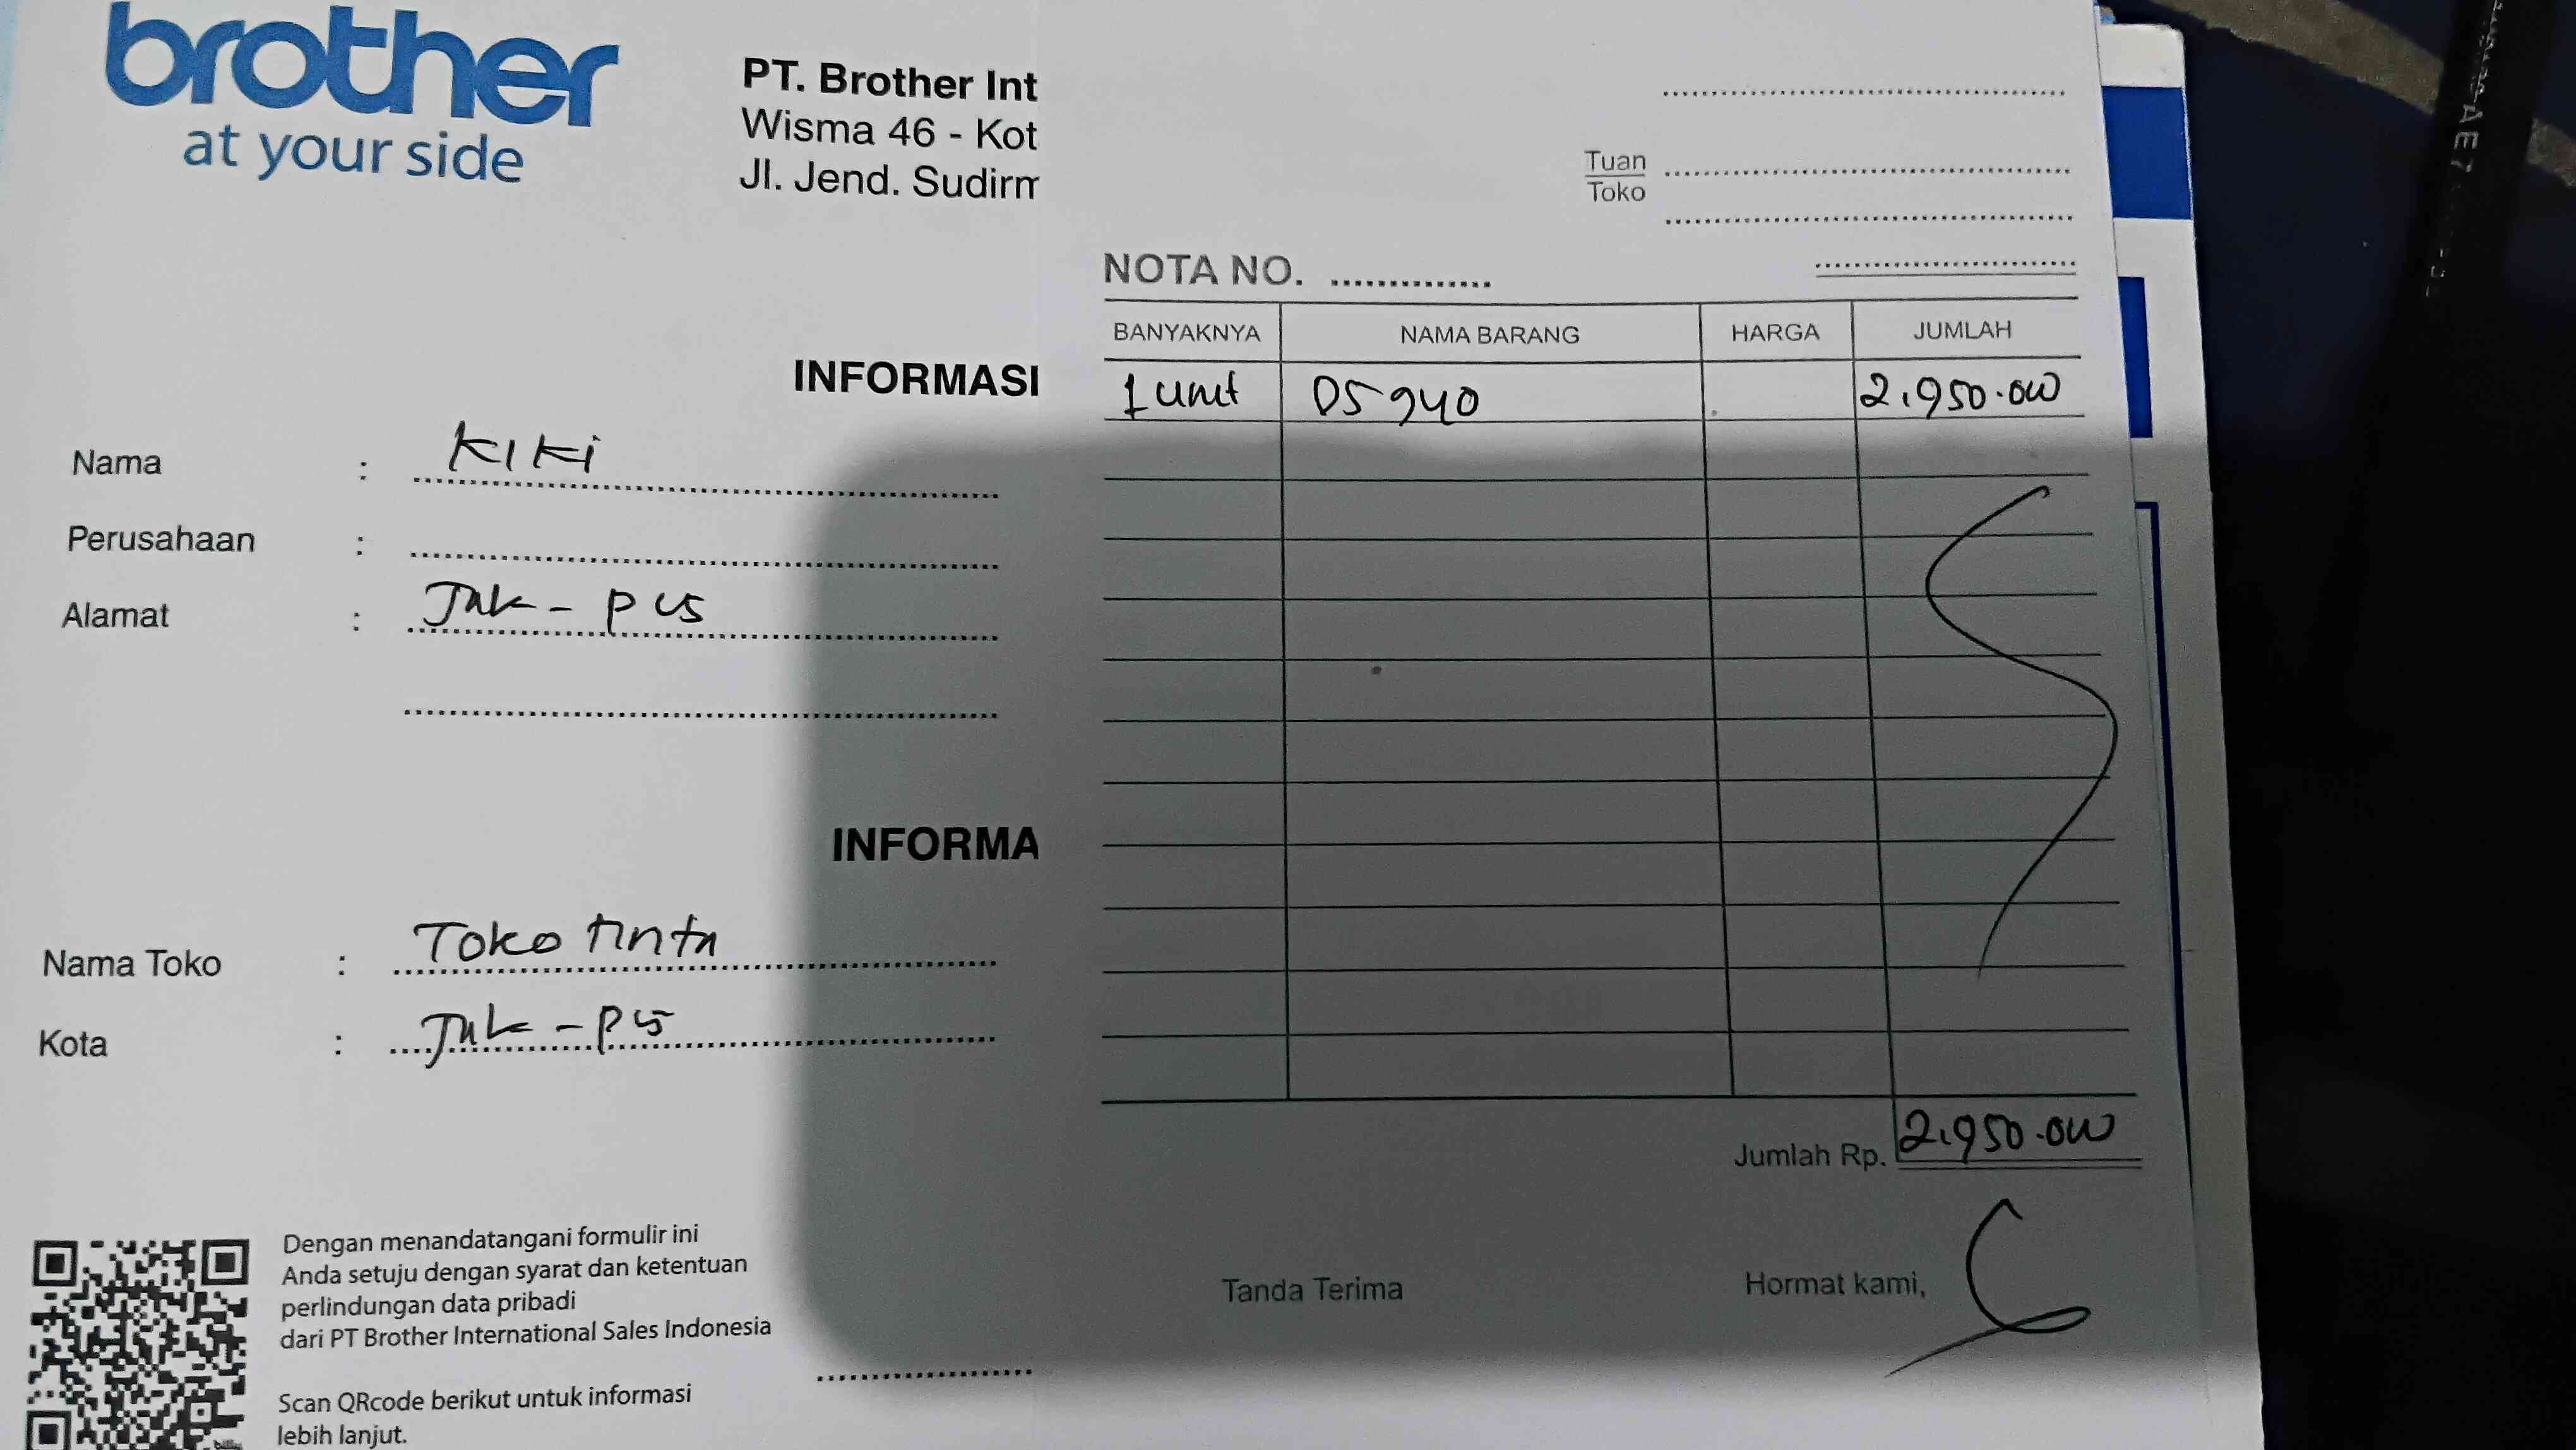 brother
at your side
PT. Brother Int
Wisma 46 - Kot
Jl. Jend. Sudirm
INFORMASI
Nama : KIKI
Perusahaan :
Alamat : Jak - pus
INFORMA
Nama Toko : Toko tinta
Kota : Jak - pus
Dengan menandatangani formulir ini
Anda setuju dengan syarat dan ketentuan
perlindungan data pribadi
dari PT Brother International Sales Indonesia
Scan QRcode berikut untuk informasi
lebih lanjut.
Tuan
Toko
NOTA NO.
BANYAKNYA NAMA BARANG HARGA JUMLAH
1 unit DS 940 2.950.000
Jumlah Rp. 2.950.000
Tanda Terima Hormat kami,